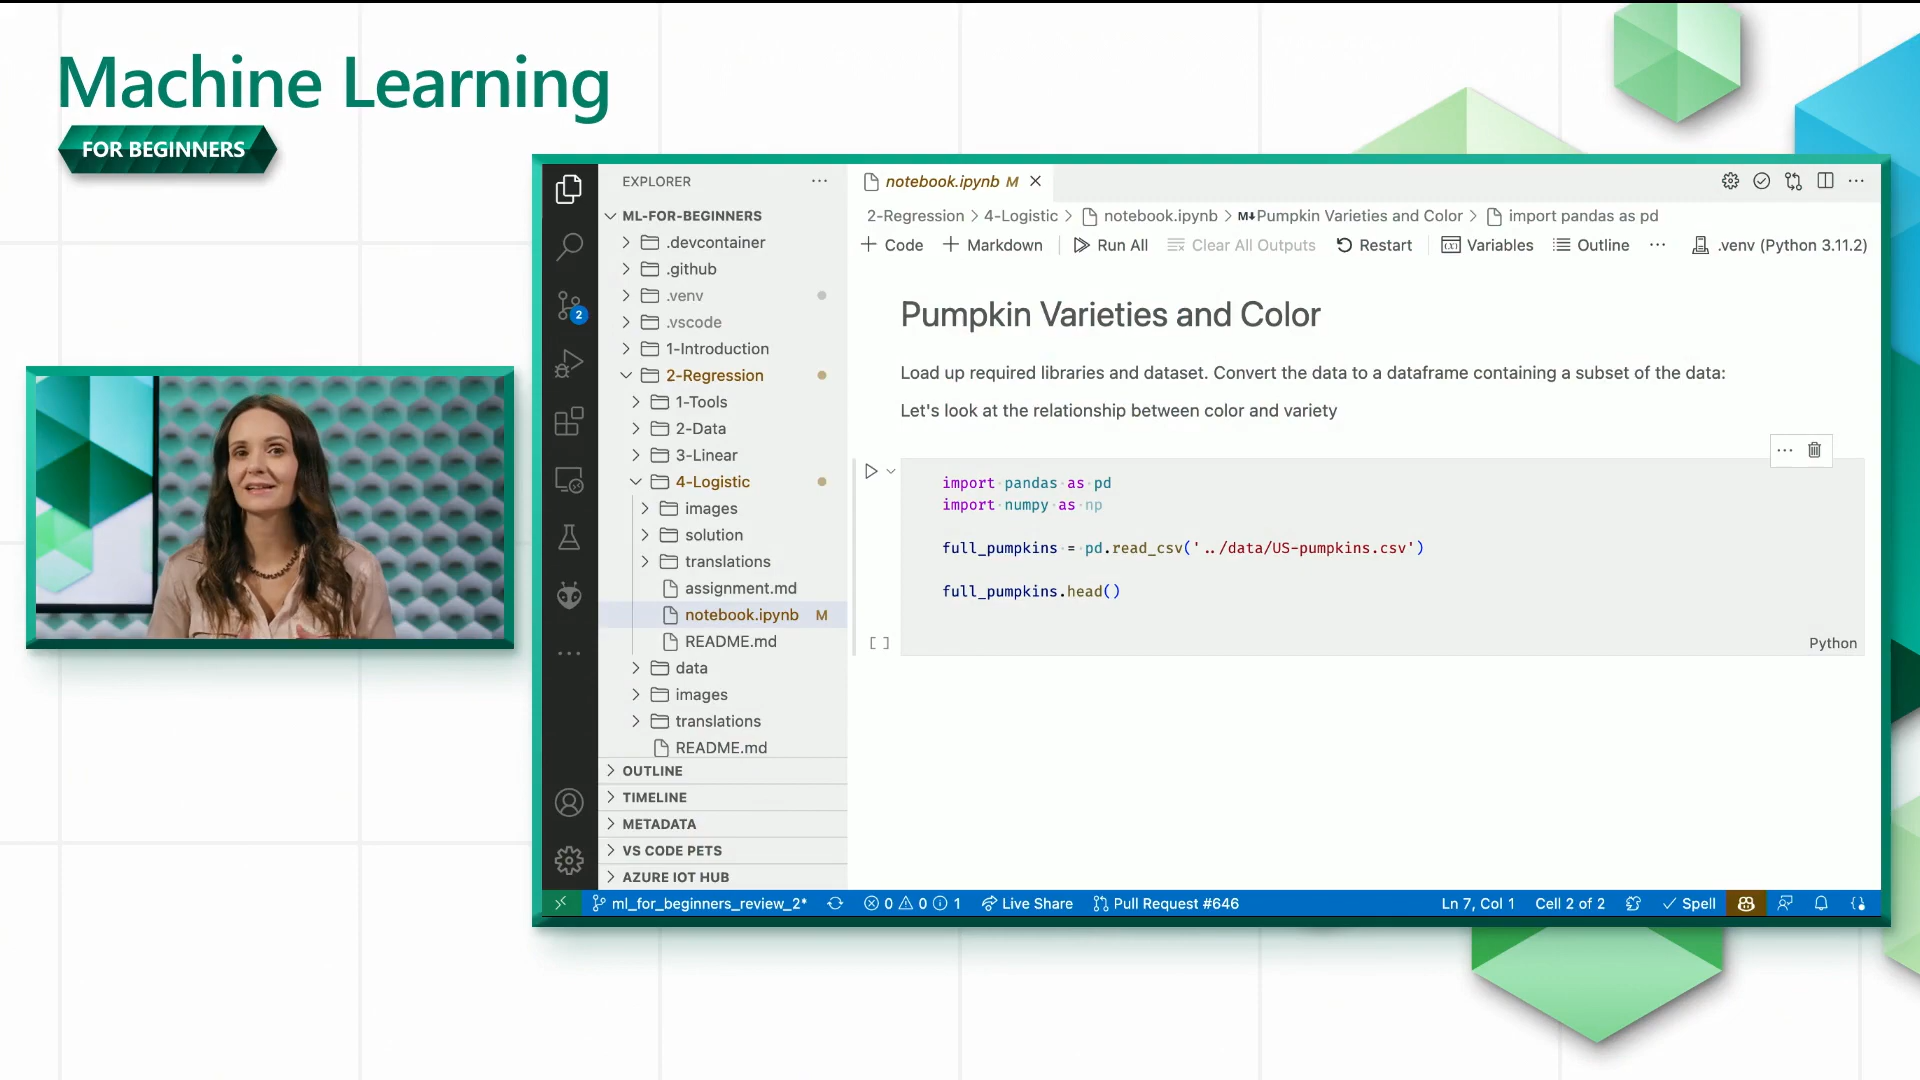 Machine Learning
FOR BEGINNERS
EXPLORER
ML-FOR-BEGINNERS
.devcontainer
.github
.venv
.vscode
1-Introduction
2-Regression
1-Tools
2-Data
3-Linear
4-Logistic
images
solution
translations
assignment.md
notebook.ipynb M
README.md
data
images
translations
README.md
OUTLINE
TIMELINE
METADATA
VS CODE PETS
AZURE IOT HUB
2
notebook.ipynb M
2-Regression > 4-Logistic > notebook.ipynb > M↓Pumpkin Varieties and Color > import pandas as pd
+ Code + Markdown Run All Clear All Outputs Restart Variables Outline ... .venv (Python 3.11.2)
Pumpkin Varieties and Color
Load up required libraries and dataset. Convert the data to a dataframe containing a subset of the data:
Let's look at the relationship between color and variety
import pandas as pd
import numpy as np
full_pumpkins = pd.read_csv('../data/US-pumpkins.csv')
full_pumpkins.head()
[ ]
Python
ml_for_beginners_review_2* 0 0 1 Live Share Pull Request #646 Ln 7, Col 1 Cell 2 of 2 Spell